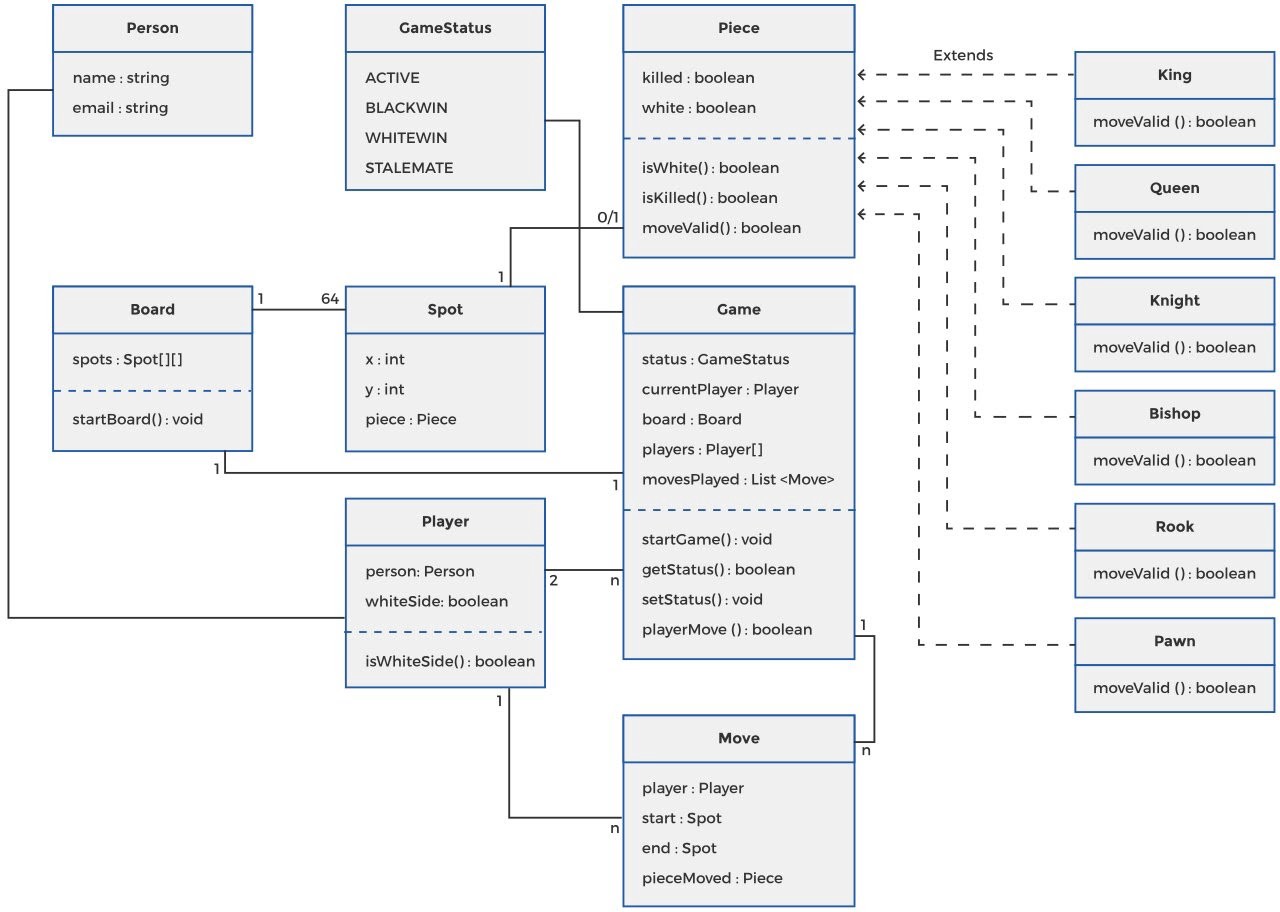 Person
name : string
email : string
GameStatus
ACTIVE
BLACKWIN
WHITEWIN
STALEMATE
Piece
killed : boolean
white : boolean
isWhite() : boolean
isKilled() : boolean
moveValid() : boolean
Extends
King
moveValid () : boolean
Queen
moveValid () : boolean
Knight
moveValid () : boolean
Bishop
moveValid () : boolean
Rook
moveValid () : boolean
Pawn
moveValid () : boolean
0/1
1
Board
spots : Spot[][]
startBoard() : void
1
64
Spot
x : int
y : int
piece : Piece
Game
status : GameStatus
currentPlayer : Player
board : Board
players : Player[]
movesPlayed : List <Move>
startGame() : void
getStatus() : boolean
setStatus() : void
playerMove () : boolean
1
1
Player
person: Person
whiteSide: boolean
isWhiteSide() : boolean
2
n
1
n
1
n
Move
player : Player
start : Spot
end : Spot
pieceMoved : Piece